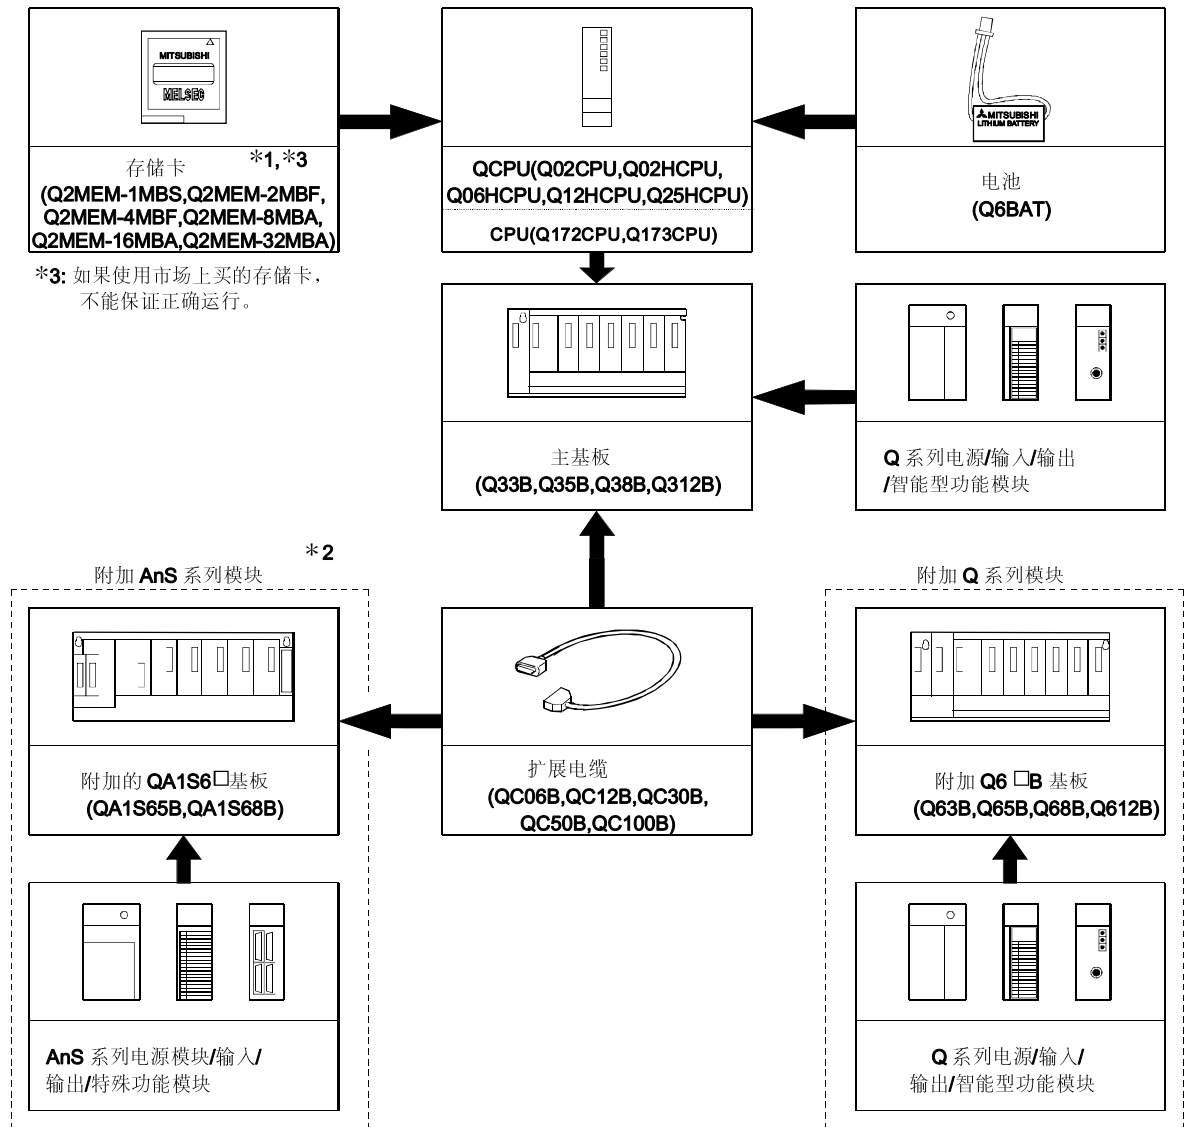 MITSUBISHI
MELSEC
存储卡 *1,*3
(Q2MEM-1MBS,Q2MEM-2MBF,
Q2MEM-4MBF,Q2MEM-8MBA,
Q2MEM-16MBA,Q2MEM-32MBA)
*3: 如果使用市场上买的存储卡，
不能保证正确运行。
QCPU(Q02CPU,Q02HCPU,
Q06HCPU,Q12HCPU,Q25HCPU)
CPU(Q172CPU,Q173CPU)
MITSUBISHI
LITHIUM BATTERY
电池
(Q6BAT)
主基板
(Q33B,Q35B,Q38B,Q312B)
Q 系列电源/输入/输出
/智能型功能模块
*2
附加 AnS 系列模块
附加的 QA1S6□基板
(QA1S65B,QA1S68B)
AnS 系列电源模块/输入/
输出/特殊功能模块
扩展电缆
(QC06B,QC12B,QC30B,
QC50B,QC100B)
附加 Q 系列模块
附加 Q6 □B 基板
(Q63B,Q65B,Q68B,Q612B)
Q 系列电源/输入/
输出/智能型功能模块